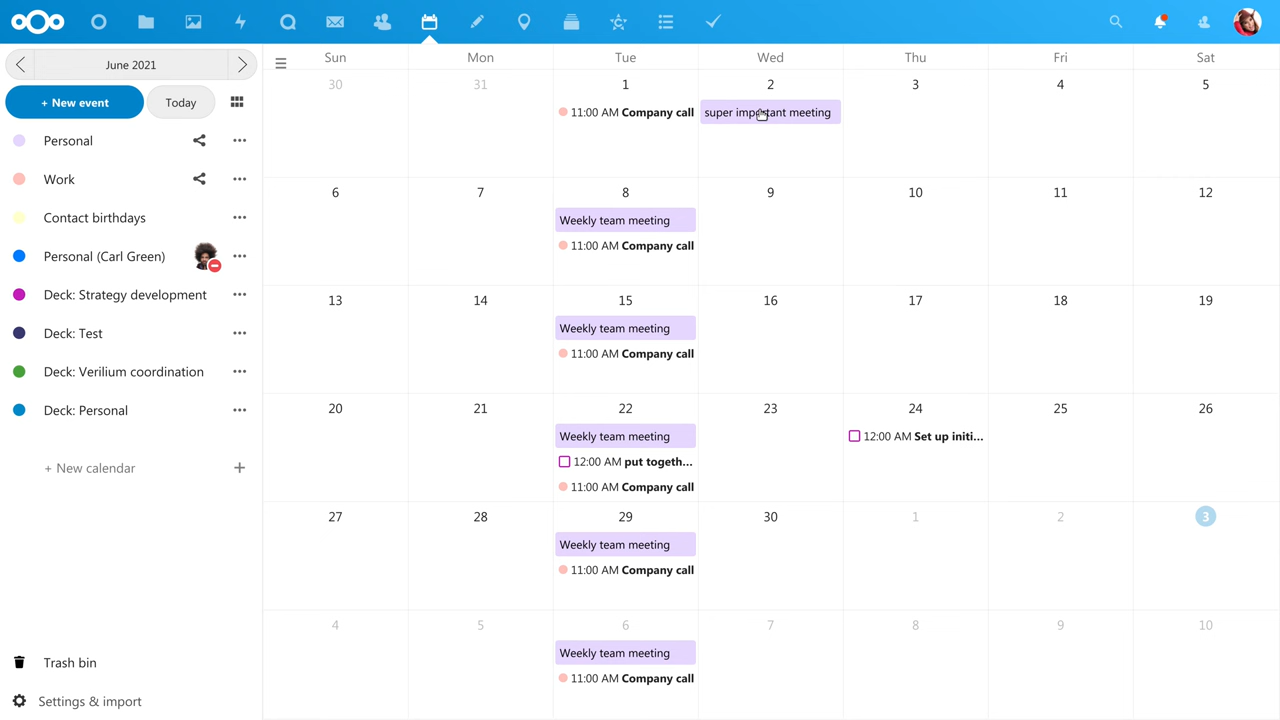 June 2021
+ New event
Today
Personal
Work
Contact birthdays
Personal (Carl Green)
Deck: Strategy development
Deck: Test
Deck: Verilium coordination
Deck: Personal
+ New calendar
Trash bin
Settings & import
Sun Mon Tue Wed Thu Fri Sat
30 31 1 2 3 4 5
11:00 AM Company call
super important meeting
6 7 8 9 10 11 12
Weekly team meeting
11:00 AM Company call
13 14 15 16 17 18 19
Weekly team meeting
11:00 AM Company call
20 21 22 23 24 25 26
Weekly team meeting
12:00 AM Set up initi...
12:00 AM put togeth...
11:00 AM Company call
27 28 29 30 1 2 3
Weekly team meeting
11:00 AM Company call
4 5 6 7 8 9 10
Weekly team meeting
11:00 AM Company call